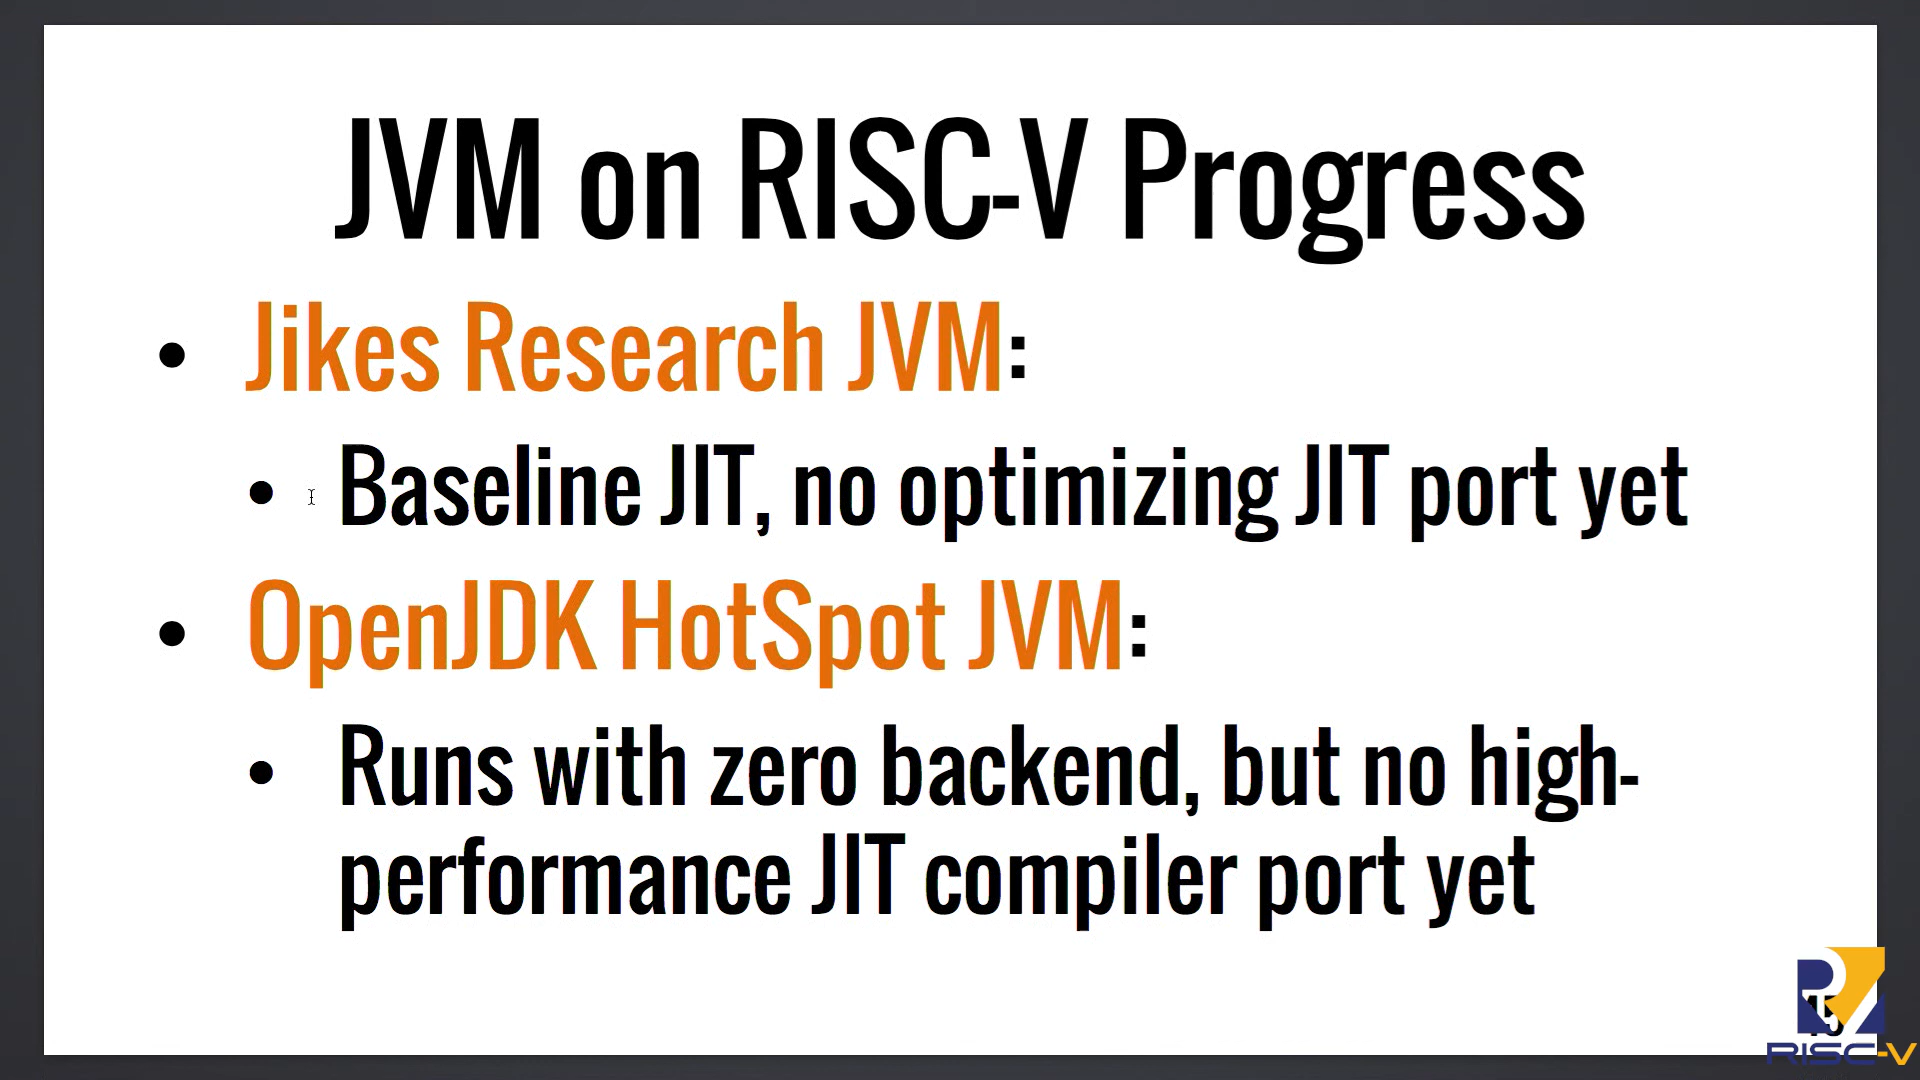 JVM on RISC-V Progress
• Jikes Research JVM:
• Baseline JIT, no optimizing JIT port yet
• OpenJDK HotSpot JVM:
• Runs with zero backend, but no high-
performance JIT compiler port yet
RISC-V